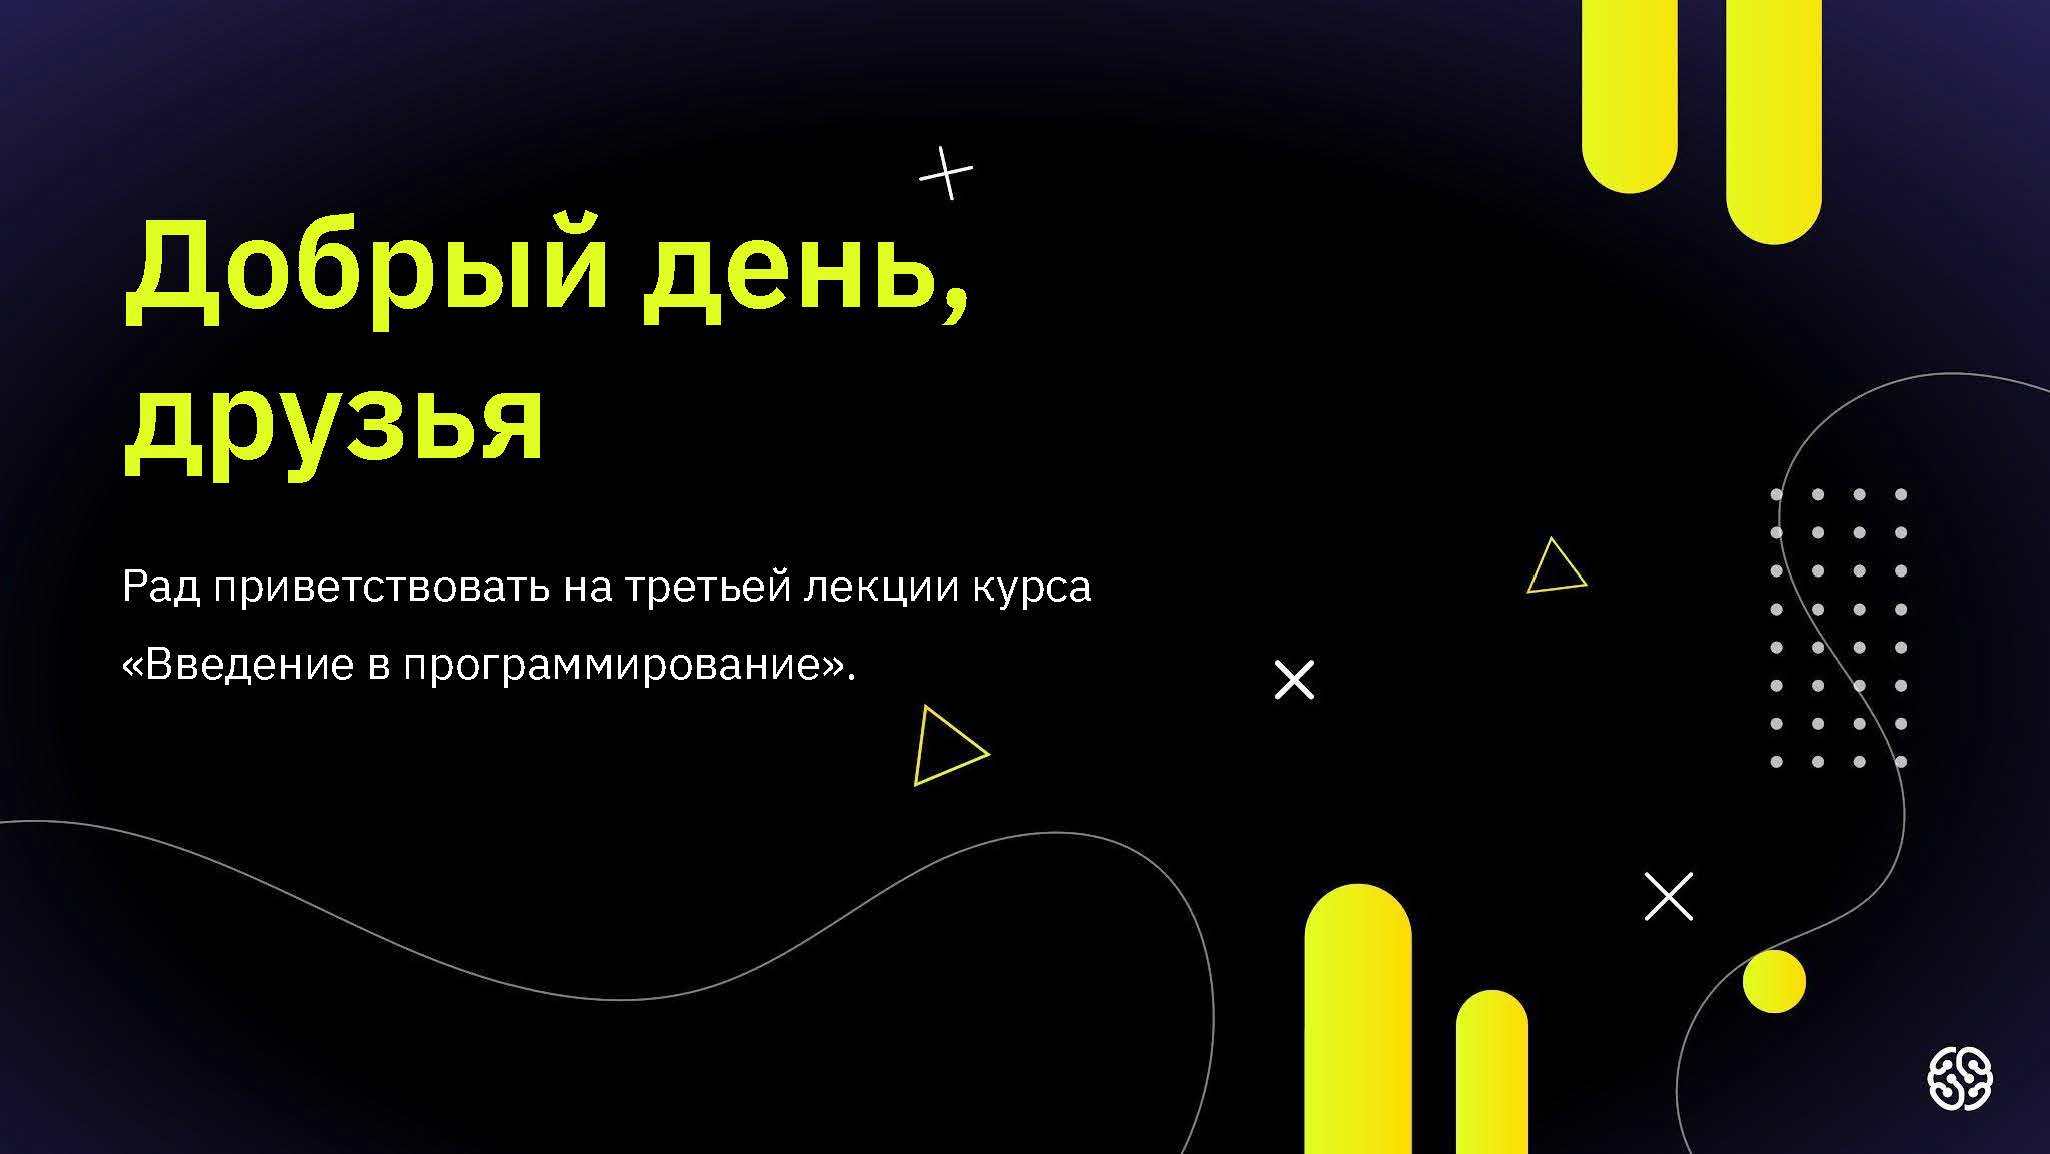 Добрый день,
друзья
Рад приветствовать на третьей лекции курса
«Введение в программирование».